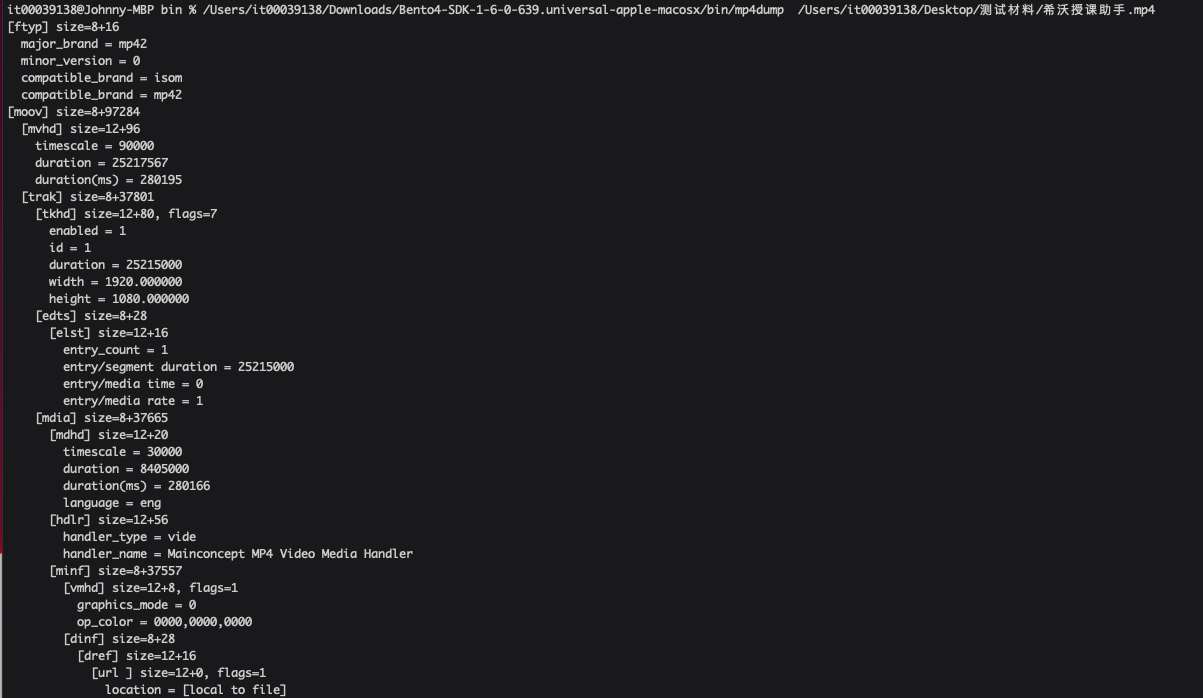 it00039138@Johnny-MBP bin % /Users/it00039138/Downloads/Bento4-SDK-1-6-0-639.universal-apple-macosx/bin/mp4dump  /Users/it00039138/Desktop/测试材料/希沃授课助手.mp4
[ftyp] size=8+16
  major_brand = mp42
  minor_version = 0
  compatible_brand = isom
  compatible_brand = mp42
[moov] size=8+97284
  [mvhd] size=12+96
    timescale = 90000
    duration = 25217567
    duration(ms) = 280195
  [trak] size=8+37801
    [tkhd] size=12+80, flags=7
      enabled = 1
      id = 1
      duration = 25215000
      width = 1920.000000
      height = 1080.000000
    [edts] size=8+28
      [elst] size=12+16
        entry_count = 1
        entry/segment duration = 25215000
        entry/media time = 0
        entry/media rate = 1
    [mdia] size=8+37665
      [mdhd] size=12+20
        timescale = 30000
        duration = 8405000
        duration(ms) = 280166
        language = eng
      [hdlr] size=12+56
        handler_type = vide
        handler_name = Mainconcept MP4 Video Media Handler
      [minf] size=8+37557
        [vmhd] size=12+8, flags=1
          graphics_mode = 0
          op_color = 0000,0000,0000
        [dinf] size=8+28
          [dref] size=12+16
            [url ] size=12+0, flags=1
              location = [local to file]